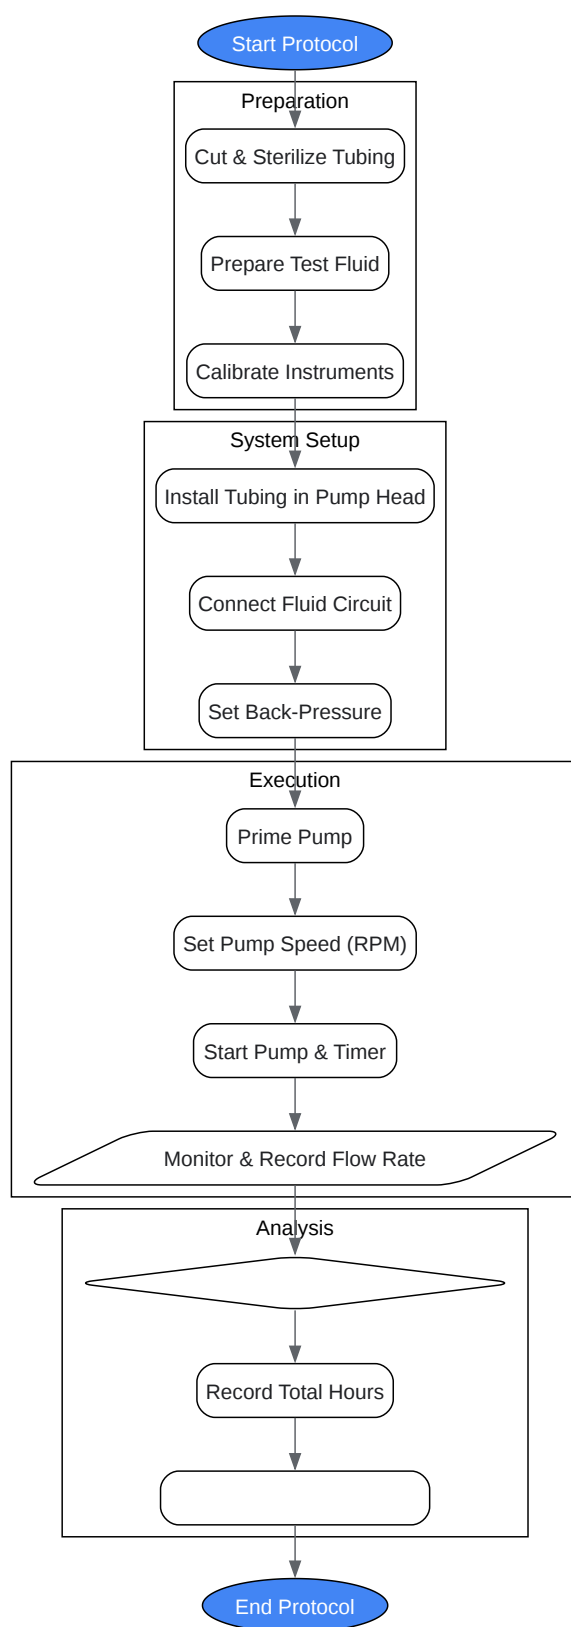 Start Protocol
Preparation
Cut & Sterilize Tubing
Prepare Test Fluid
Calibrate Instruments
System Setup
Install Tubing in Pump Head
Connect Fluid Circuit
Set Back-Pressure
Execution
Prime Pump
Set Pump Speed (RPM)
Start Pump & Timer
Monitor & Record Flow Rate
Analysis
Record Total Hours
End Protocol